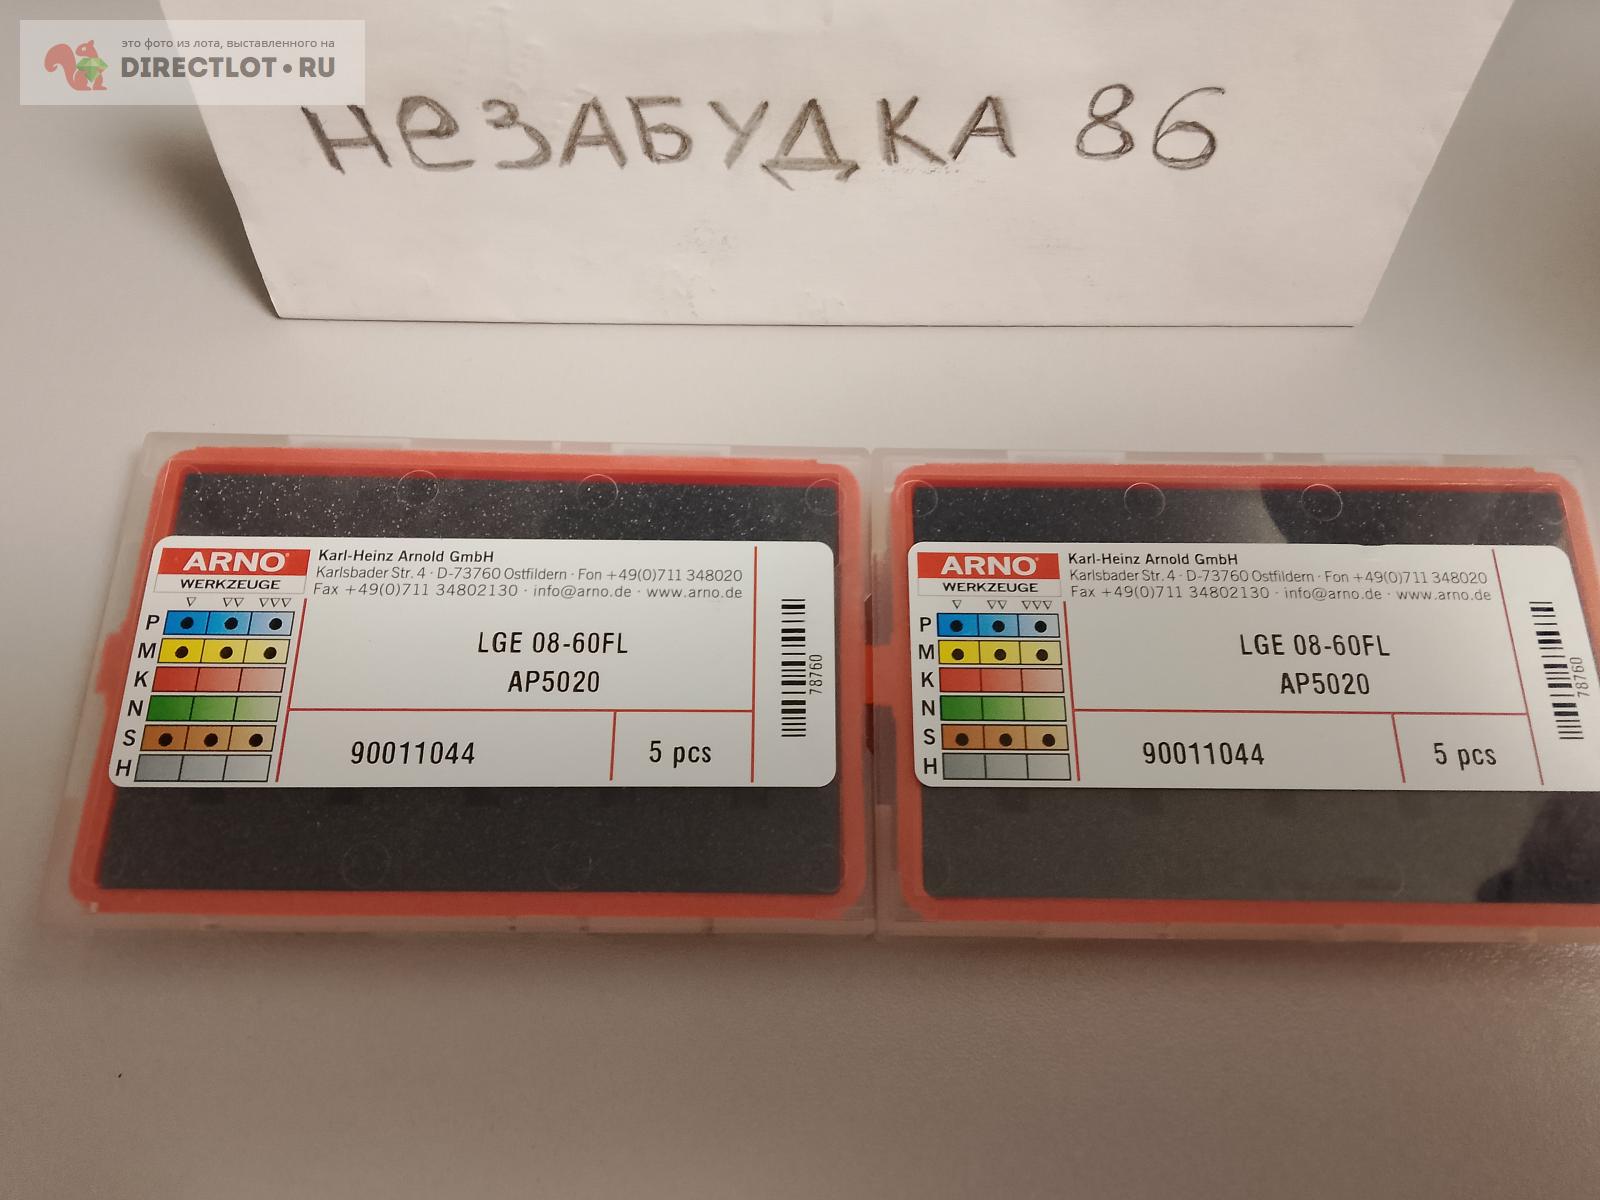 это фото из лота, выставленного на
DIRECTLOT.RU
НеЗАБУДКА 86
ARNO
WERKZEUGE
Karl-Heinz Arnold GmbH
Karlsbader Str. 4 · D-73760 Ostfildern · Fon +49(0)711 348020
Fax +49(0)711 34802130 · info@arno.de · www.arno.de
P
M
K
N
S
H
LGE 08-60FL
AP5020
90011044
5 pcs
78760
ARNO
WERKZEUGE
Karl-Heinz Arnold GmbH
Karlsbader Str. 4 · D-73760 Ostfildern · Fon +49(0)711 348020
Fax +49(0)711 34802130 · info@arno.de · www.arno.de
P
M
K
N
S
H
LGE 08-60FL
AP5020
90011044
5 pcs
78760